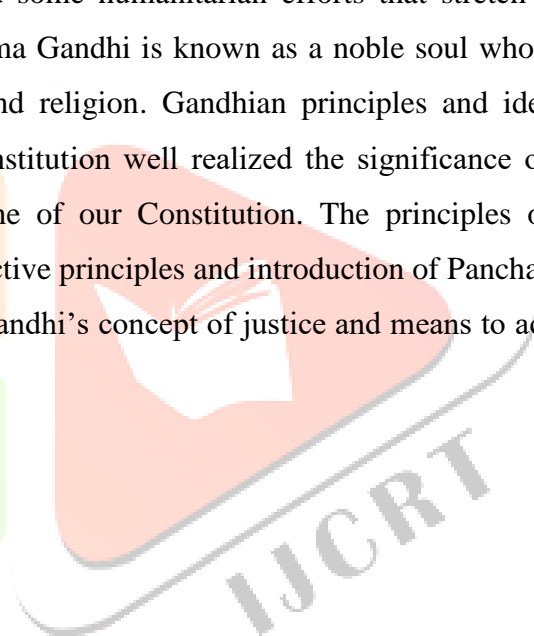 some humanitarian efforts that stretch
ma Gandhi is known as a noble soul who
nd religion. Gandhian principles and ide
nstitution well realized the significance o
ne of our Constitution. The principles o
ctive principles and introduction of Pancha
andhi's concept of justice and means to ac
IJCRT